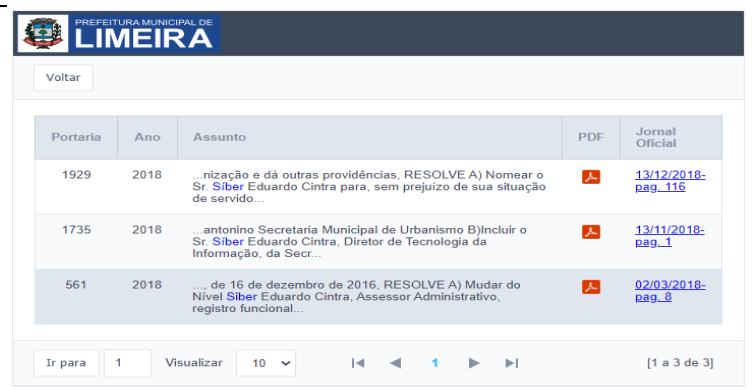 PREFEITURA MUNICIPAL DE
LIMEIRA
Voltar
Portaria Ano Assunto PDF Jornal Oficial
1929 2018 ...nização e dá outras providências, RESOLVE A) Nomear o 13/12/2018-
Sr. Síber Eduardo Cintra para, sem prejuízo de sua situação pag. 116
de servido...
1735 2018 ...antonino Secretaria Municipal de Urbanismo B)Incluir o 13/11/2018-
Sr. Siber Eduardo Cintra, Diretor de Tecnologia da pag. 1
Informação, da Secr...
561 2018 ..., de 16 de dezembro de 2016, RESOLVE A) Mudar do 02/03/2018-
Nível Siber Eduardo Cintra, Assessor Administrativo, pag. 8
registro funcional...
Ir para 1 Visualizar 10 1 [1 a 3 de 3]